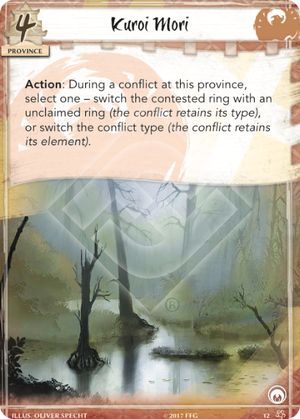 Kuroi Mori
4
PROVINCE
Action: During a conflict at this province,
select one – switch the contested ring with an
unclaimed ring (the conflict retains its type),
or switch the conflict type (the conflict retains
its element).
®
ILLUS. OLIVER SPECHT
© 2017 FFG
12